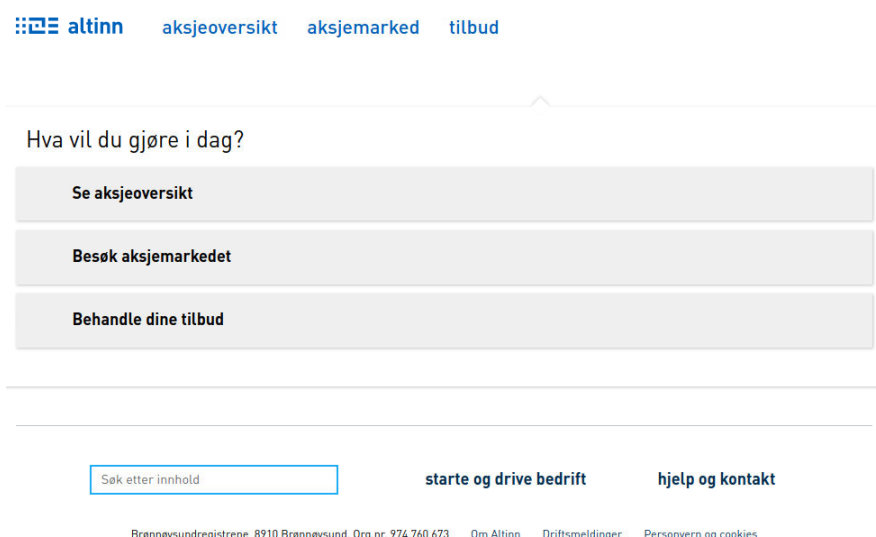 altinn aksjeoversikt aksjemarked tilbud
Hva vil du gjøre i dag?
Se aksjeoversikt
Besøk aksjemarkedet
Behandle dine tilbud
Søk etter innhold starte og drive bedrift hjelp og kontakt
Brønnøysundregistrene, 8910 Brønnøysund, Org.nr. 974 760 673 Om Altinn Driftsmeldinger Personvern og cookies